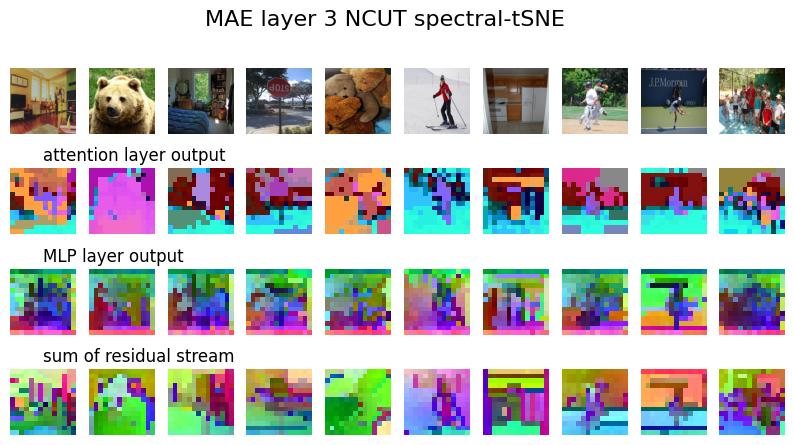 MAE layer 3 NCUT spectral-tSNE
STOP
J.P.Morgan
attention layer output
MLP layer output
sum of residual stream